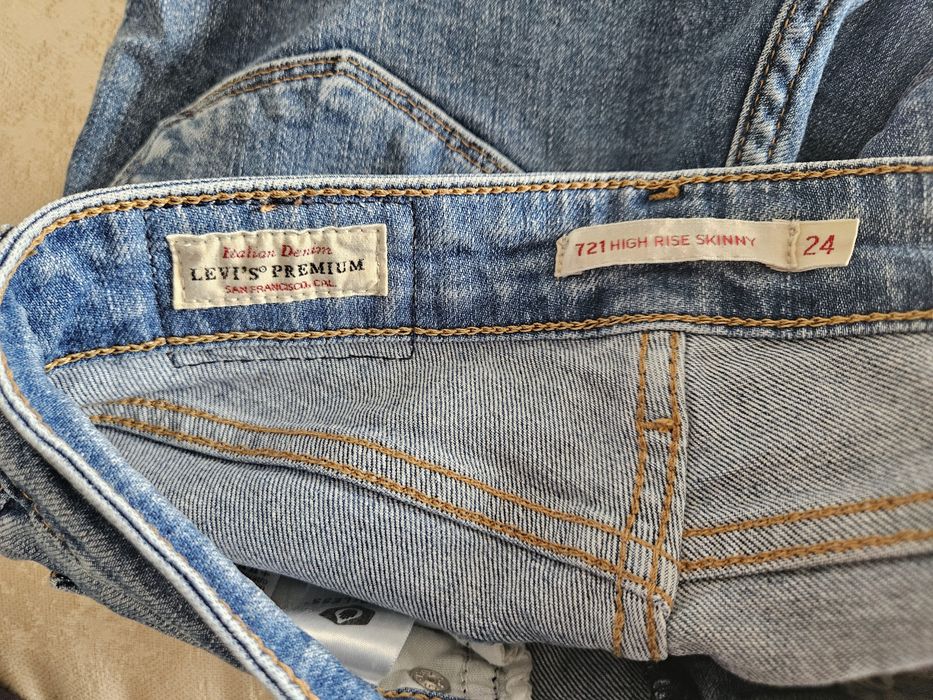 Italian Denim
LEVI'S® PREMIUM
SAN FRANCISCO, CAL.
721 HIGH RISE SKINNY
24